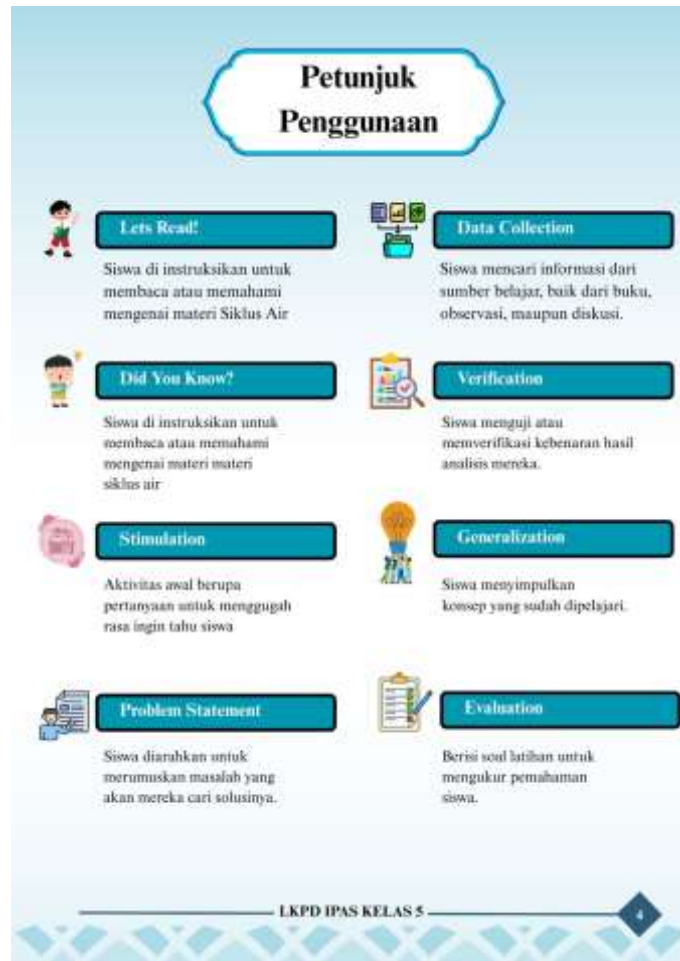 Petunjuk
Penggunaan
Lets Read!
Siswa di instruksikan untuk
membaca atau memahami
mengenai materi Siklus Air
Did You Know?
Siswa di instruksikan untuk
membaca atau memahami
mengenai materi materi
siklus air
Stimulation
Aktivitas awal berupa
pertanyaan untuk menggugah
rasa ingin tahu siswa
Problem Statement
Siswa diarahkan untuk
merumuskan masalah yang
akan mereka cari solusinya.
Data Collection
Siswa mencari informasi dari
sumber belajar, baik dari buku,
observasi, maupun diskusi.
Verification
Siswa menguji atau
memverifikasi kebenaran hasil
analisis mereka.
Generalization
Siswa menyimpulkan
konsep yang sudah dipelajari.
Evaluation
Berisi soal latihan untuk
mengukur pemahaman
siswa.
LKPD IPAS KELAS 5
4